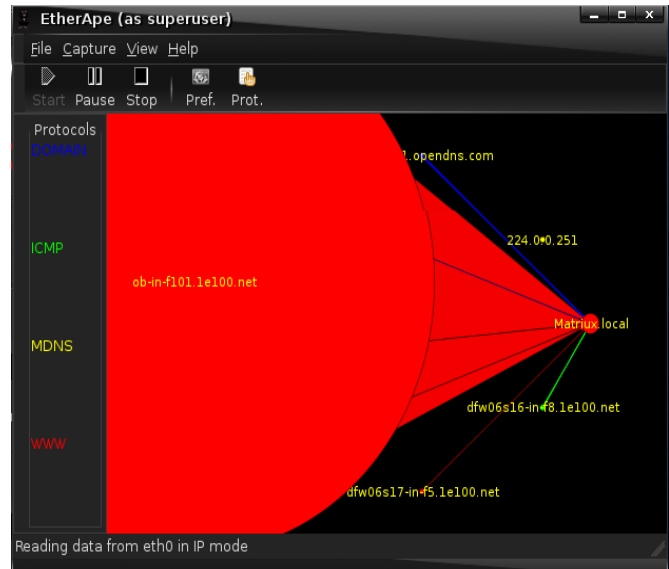 EtherApe (as superuser)
File Capture View Help
Start Pause Stop Pref. Prot.
Protocols
DOMAIN
ICMP
MDNS
WWW
1.opendns.com
224.0.0.251
ob-in-f101.1e100.net
Matriux.local
dfw06s16-in-f8.1e100.net
dfw06s17-in-f5.1e100.net
Reading data from eth0 in IP mode